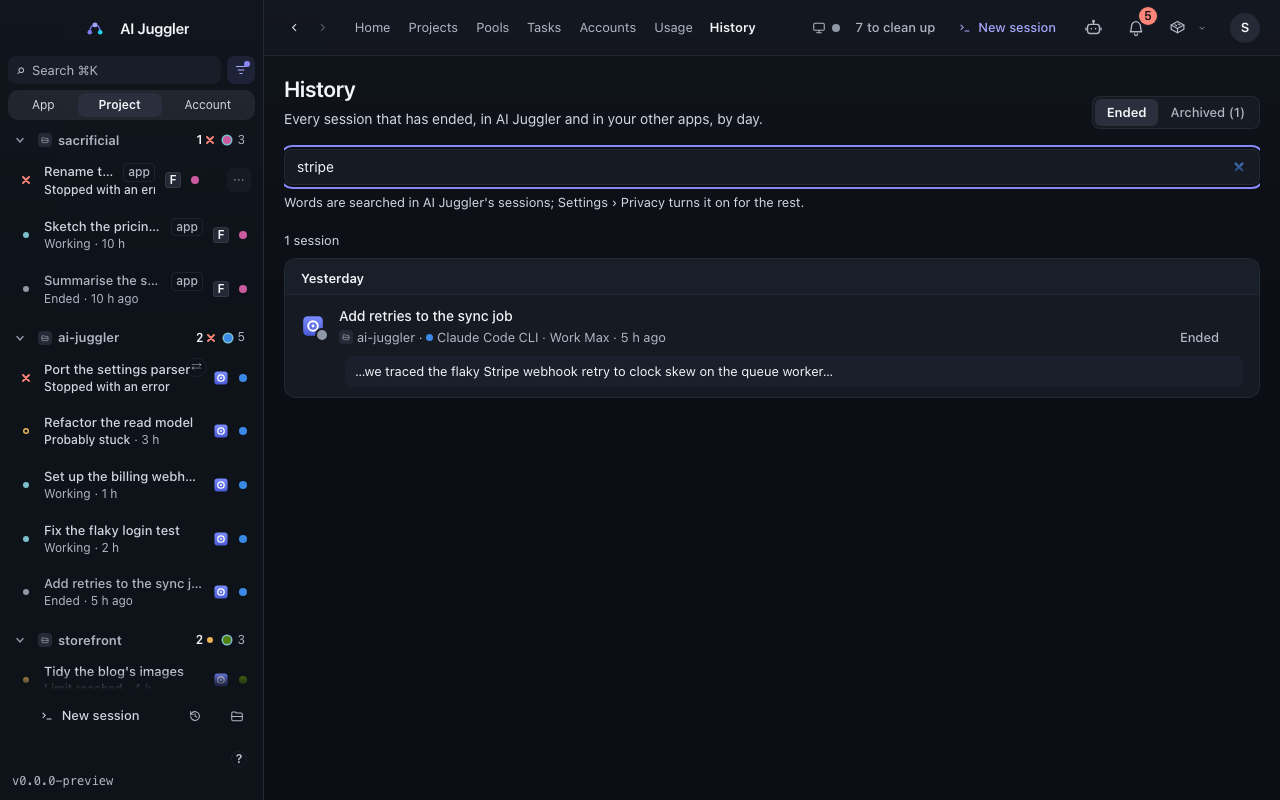 AI Juggler
Search ⌘K
App Project Account
sacrificial 1 3
Rename t... app F
Stopped with an err
Sketch the pricin... app F
Working · 10 h
Summarise the s... app F
Ended · 10 h ago
ai-juggler 2 5
Port the settings parser
Stopped with an error
Refactor the read model
Probably stuck · 3 h
Set up the billing webh...
Working · 1 h
Fix the flaky login test
Working · 2 h
Add retries to the sync j...
Ended · 5 h ago
storefront 2 3
Tidy the blog's images
Limit reached · 4 h
New session
?
v0.0.0-preview
Home Projects Pools Tasks Accounts Usage History 7 to clean up New session 5 S
History
Every session that has ended, in AI Juggler and in your other apps, by day.
Ended Archived (1)
stripe
Words are searched in AI Juggler's sessions; Settings › Privacy turns it on for the rest.
1 session
Yesterday
Add retries to the sync job
ai-juggler · Claude Code CLI · Work Max · 5 h ago
Ended
...we traced the flaky Stripe webhook retry to clock skew on the queue worker...